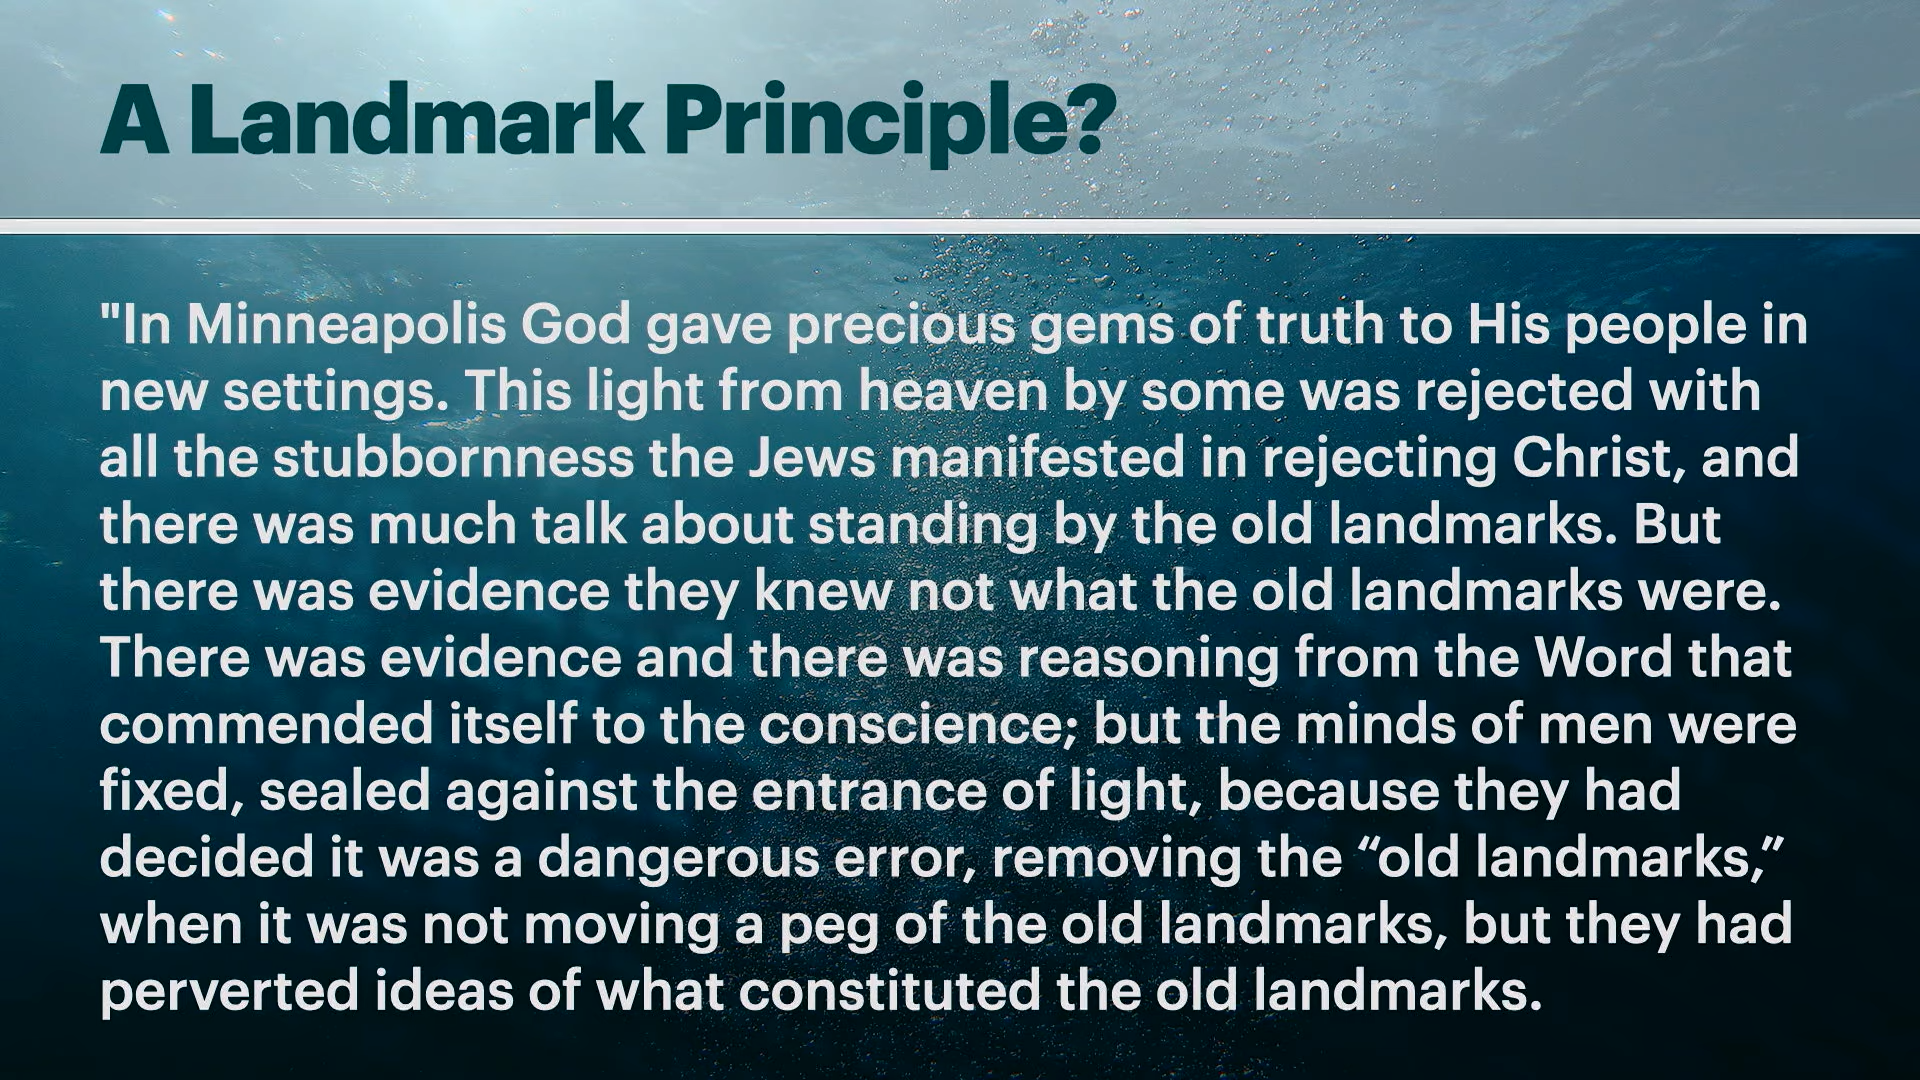 A Landmark Principle?
"In Minneapolis God gave precious gems of truth to His people in
new settings. This light from heaven by some was rejected with
all the stubbornness the Jews manifested in rejecting Christ, and
there was much talk about standing by the old landmarks. But
there was evidence they knew not what the old landmarks were.
There was evidence and there was reasoning from the Word that
commended itself to the conscience; but the minds of men were
fixed, sealed against the entrance of light, because they had
decided it was a dangerous error, removing the “old landmarks,”
when it was not moving a peg of the old landmarks, but they had
perverted ideas of what constituted the old landmarks.